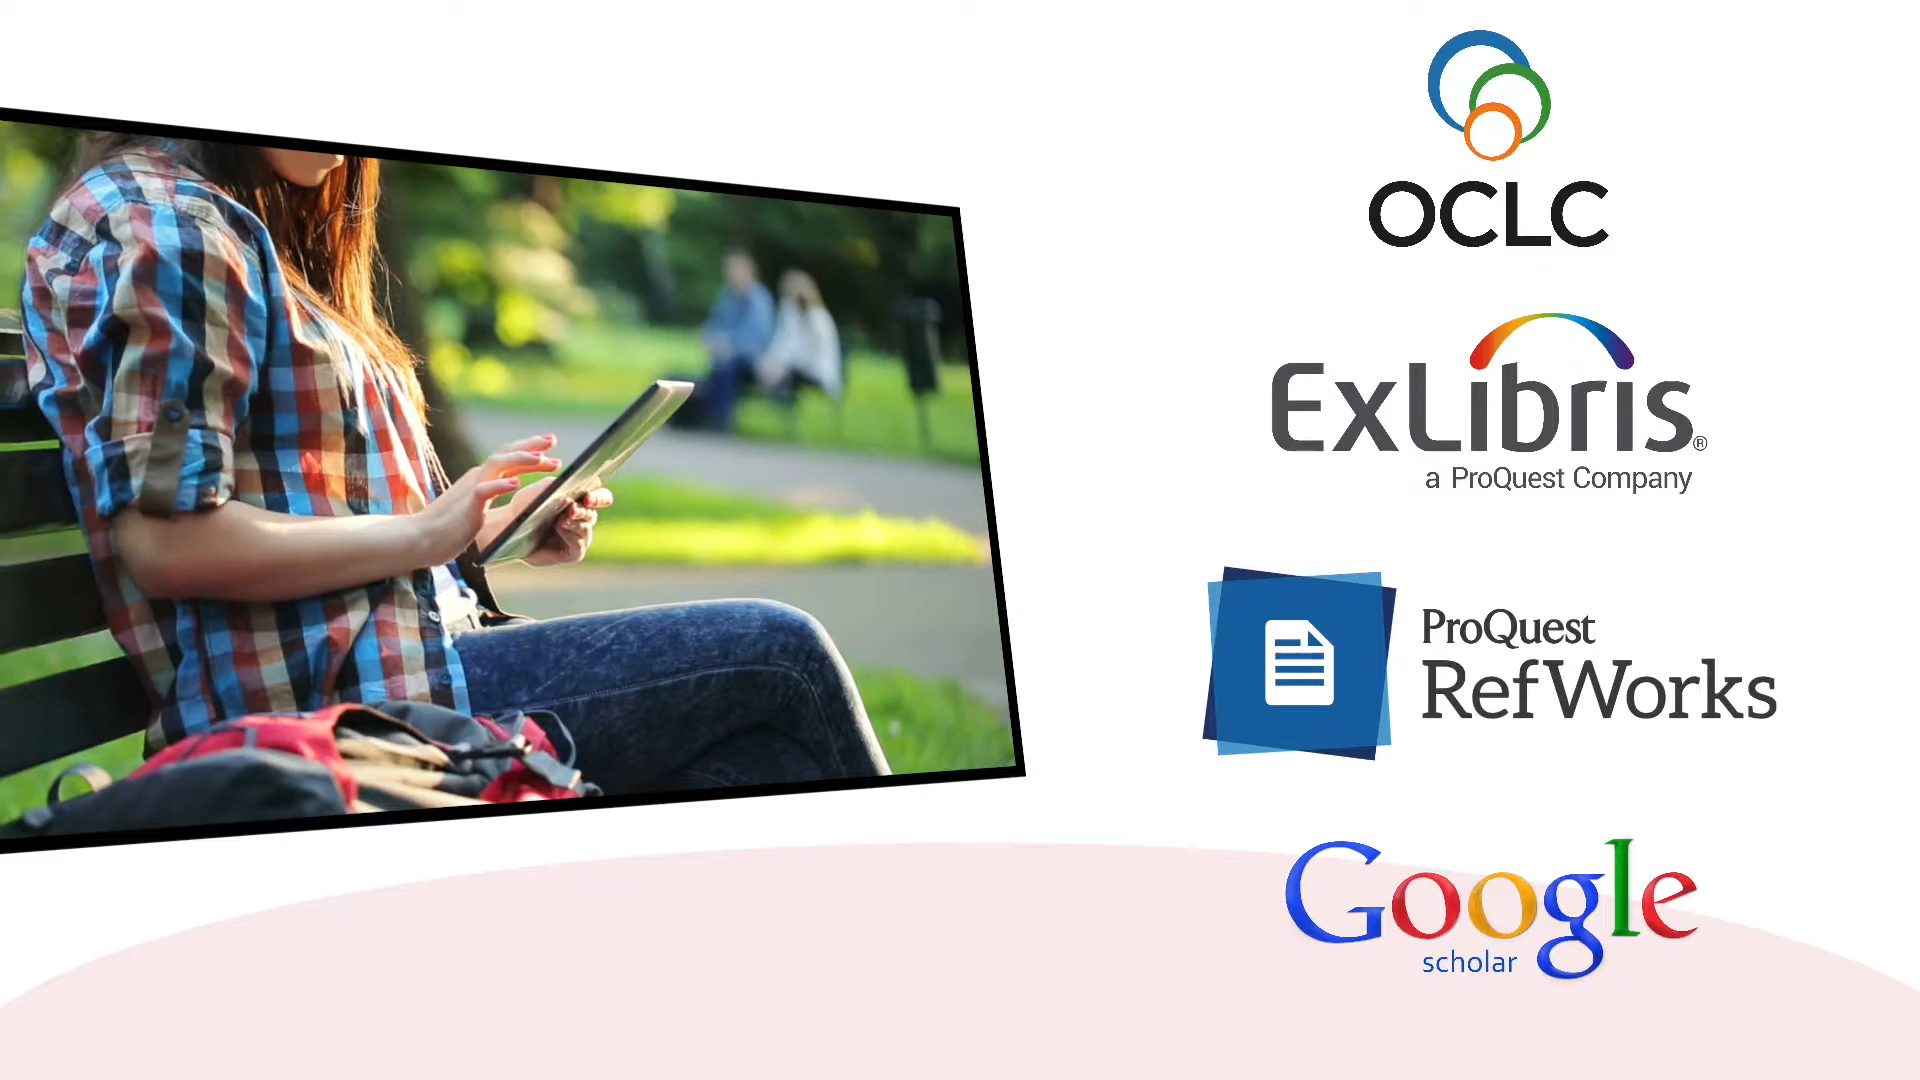 OCLC
ExLibris®
a ProQuest Company
ProQuest
RefWorks
Google
scholar